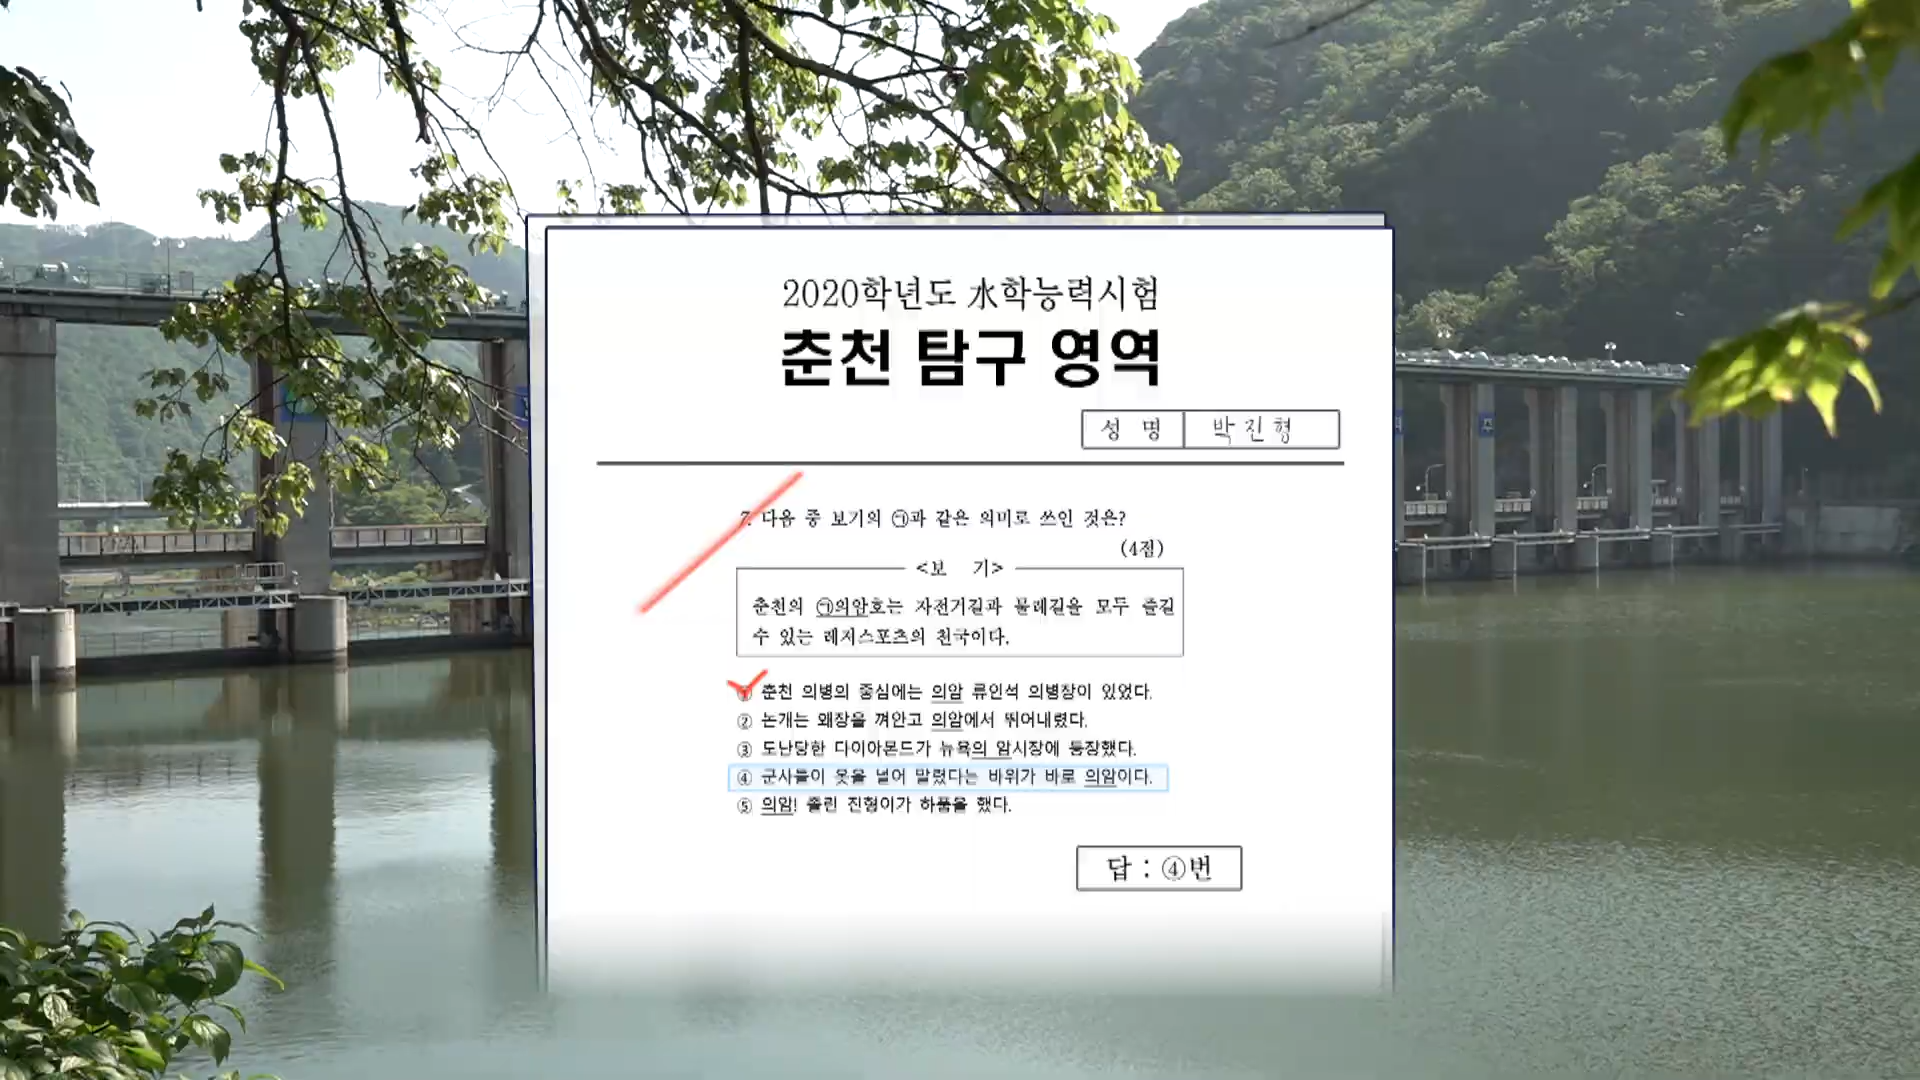 2020학년도 水학능력시험
춘천 탐구 영역
성 명 박진형
7. 다음 중 보기의 ㉠과 같은 의미로 쓰인 것은?
(4점)
<보 기>
춘천의 ㉠의암호는 자전거길과 물레길을 모두 즐길
수 있는 레저스포츠의 천국이다.
① 춘천 의병의 중심에는 의암 류인석 의병장이 있었다.
② 논개는 왜장을 껴안고 의암에서 뛰어내렸다.
③ 도난당한 다이아몬드가 뉴욕의 암시장에 등장했다.
④ 군사들이 옷을 널어 말렸다는 바위가 바로 의암이다.
⑤ 의암! 졸린 진형이가 하품을 했다.
답 : ④번